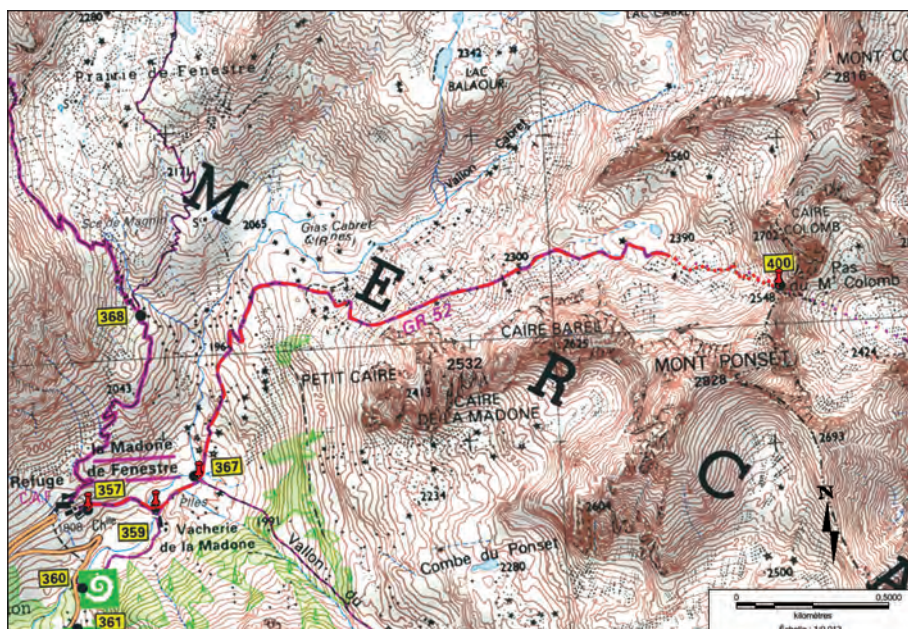 2280
LAC CABRET
Prairie de Fenestre
2342
LAC
BALAOUR
MONT CO
2816
Vallon Cabret
2560
2171
M
Sce de Magnin
2065
Gias Cabret
CAIRE
COLOMB
2702
2390
400
Pas
du Mt Colomb
2548
2300
E
GR 52
368
196
CAIRE BAREIL
2625
2424
2532
MONT PONSET
2828
PETIT CAIRE
2413
CAIRE
DE LA MADONE
R
2043
2100
la Madone
de Fenestre
367
C
2693
Refuge
CAF
357
Piles
2234
2604
N
1908
Chlle
359
Vacherie
de la Madone
1991
Vallon
du
Combe du Ponset
2280
2500
360
361
A
0
0.5000
kilomètres